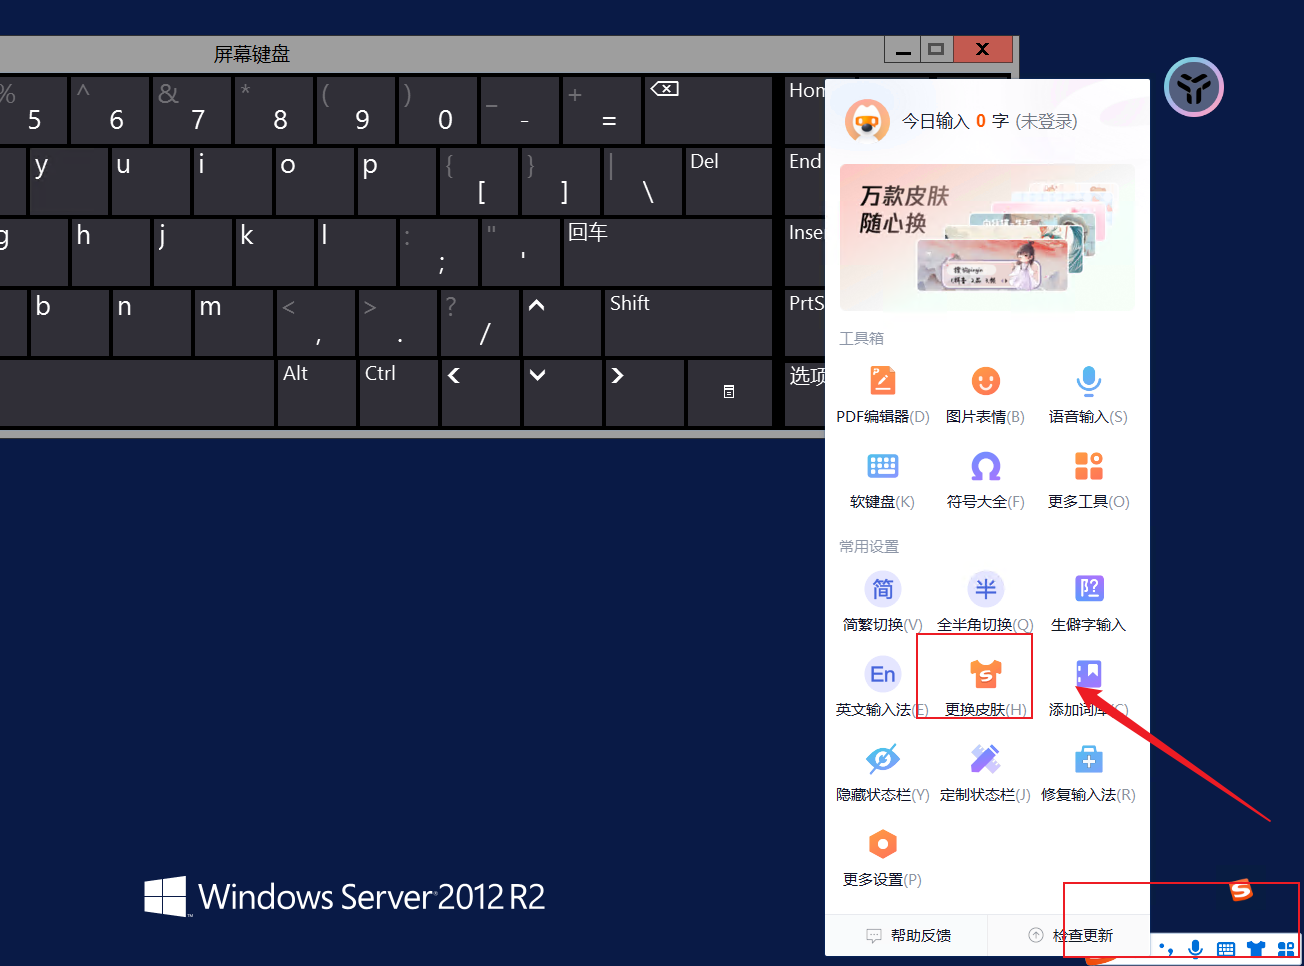 屏幕键盘
% 5 ^ 6 & 7 * 8 ( 9 ) 0 _ - + = Hom
y u i o p { [ } ] | \ Del End
g h j k l : ; " ' 回车 Inser
b n m < , > . ? / Shift PrtS
Alt Ctrl 选项
今日输入 0 字 (未登录)
万款皮肤
随心换
工具箱
PDF编辑器(D) 图片表情(B) 语音输入(S)
软键盘(K) 符号大全(F) 更多工具(O)
常用设置
简 半
简繁切换(V) 全半角切换(Q) 生僻字输入
En S
英文输入法(E) 更换皮肤(H) 添加词库(C)
隐藏状态栏(Y) 定制状态栏(J) 修复输入法(R)
更多设置(P)
Windows Server 2012 R2
S
帮助反馈 检查更新